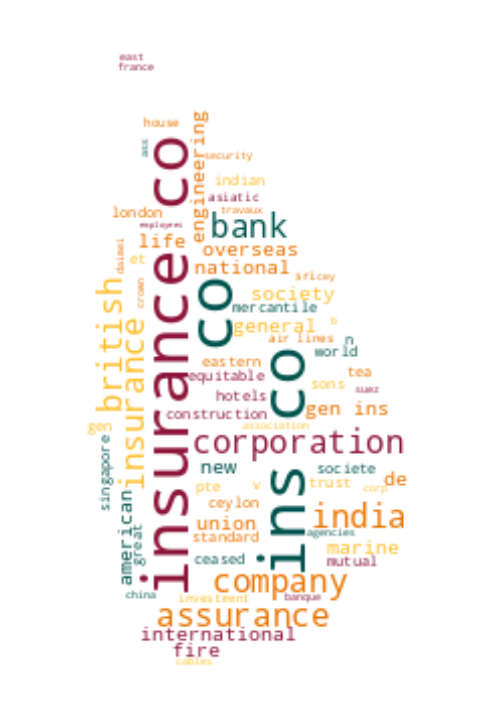 east
france
house
engineering
ass
insurance co
security
indian
asiatic
travaux
london
employees
bank
life
overseas
daimei
et
national
sficey
crown
british
co
society
mercantile
insurance
general
b
air lines
n
world
ins co
eastern
tea
equitable
sons
suez
hotels
gen ins
construction
association
gen
corporation
singapore
new
societe
de
pte
v
trust
corp
american
ceylon
india
union
great
standard
agencies
marine
ceased
mutual
company
china
investment
banque
assurance
international
fire
cables